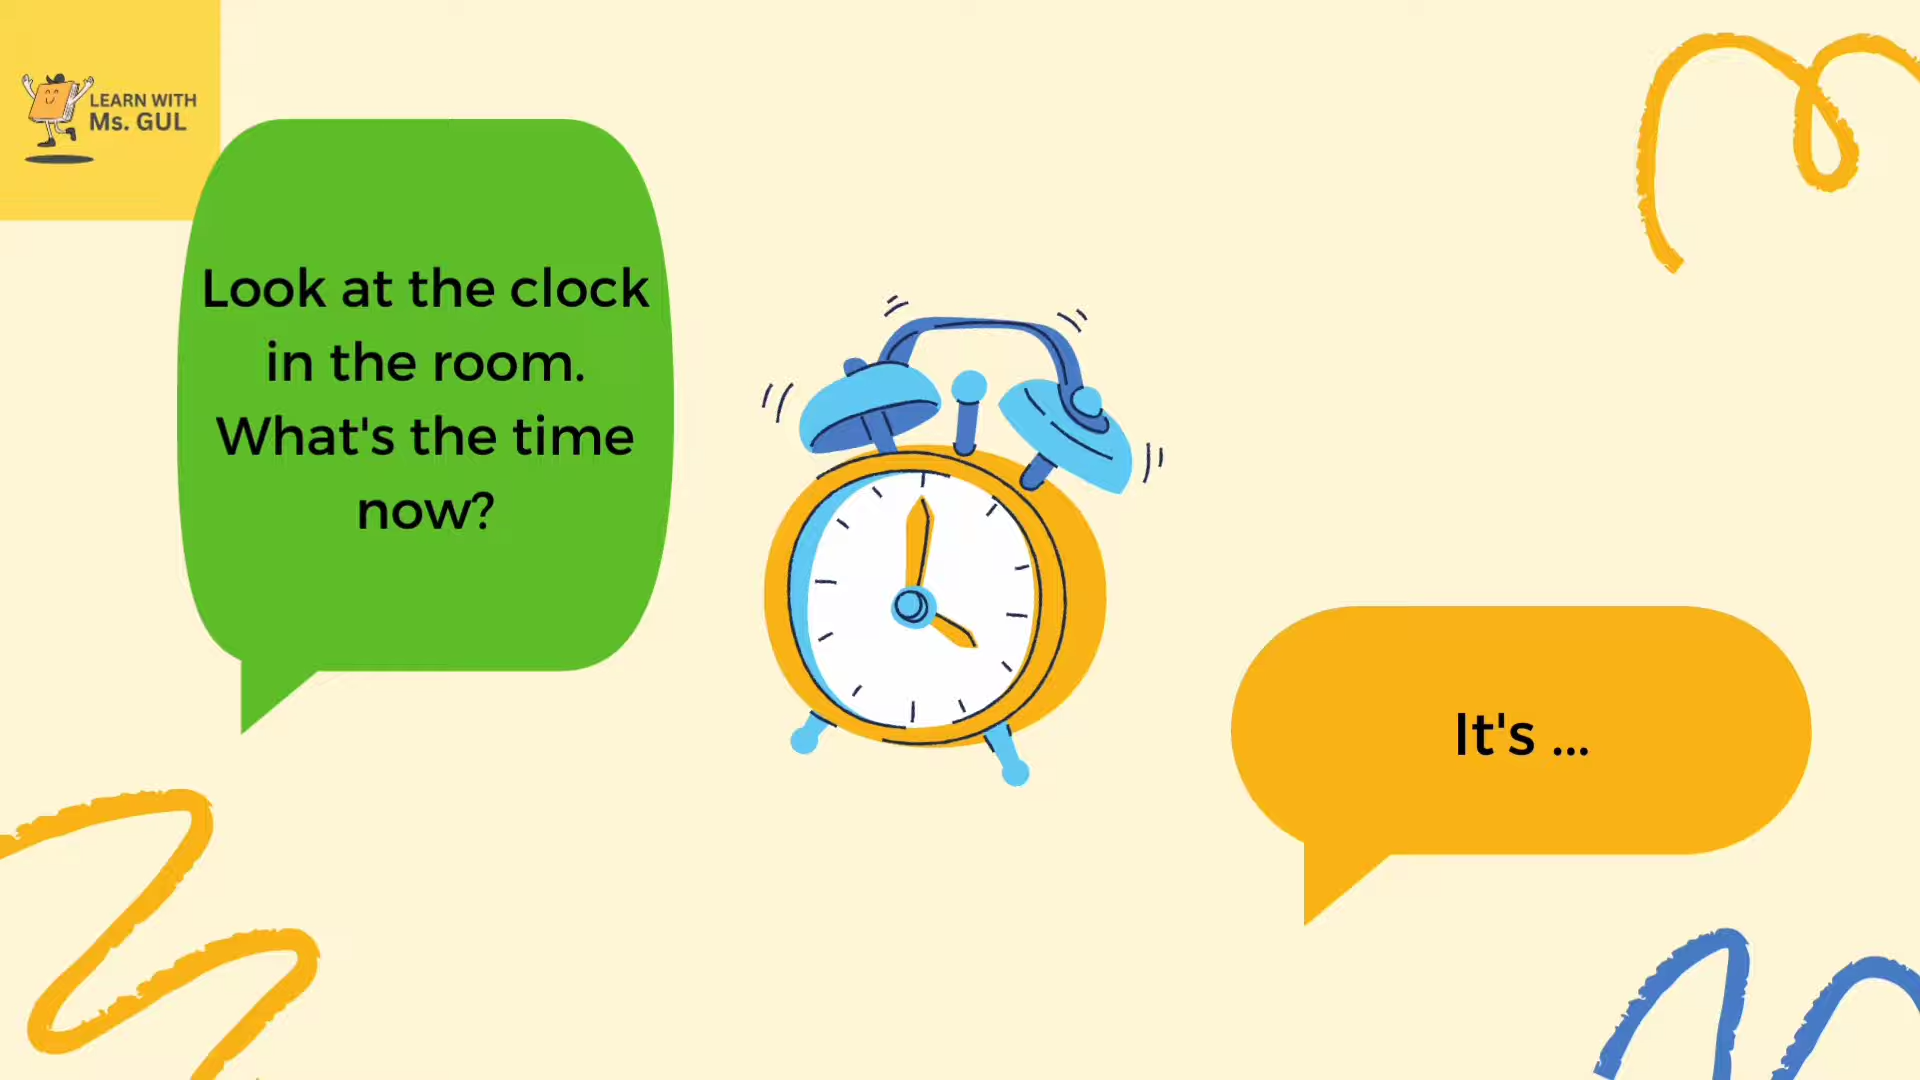 LEARN WITH
Ms. GUL
Look at the clock
in the room.
What's the time
now?
It's ...